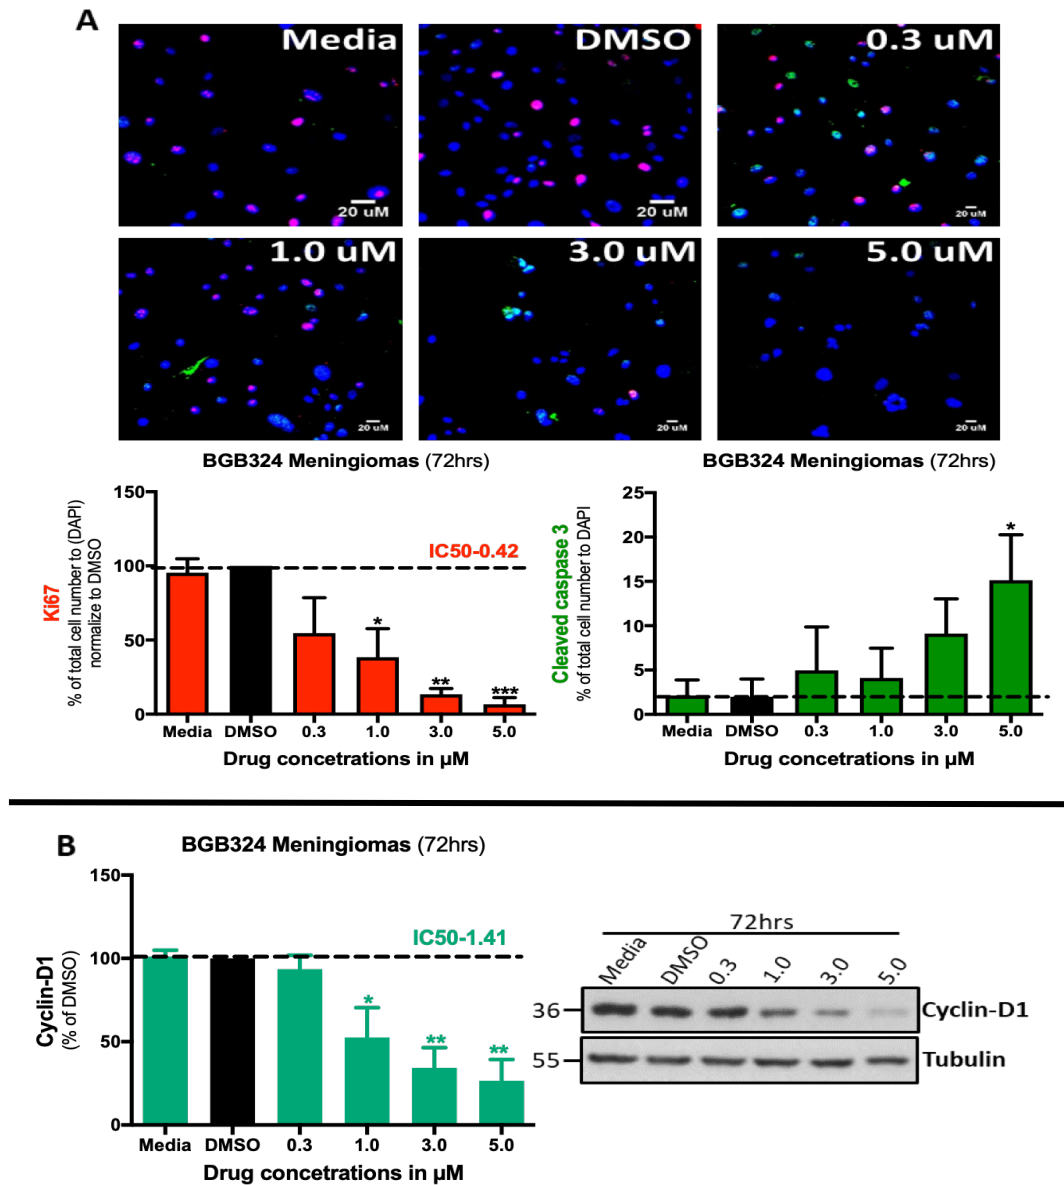 A
Media
DMSO
0.3 uM
20 uM
20 uM
20 uM
1.0 uM
3.0 uM
5.0 uM
20 uM
20 uM
20 uM
BGB324 Meningiomas (72hrs)
BGB324 Meningiomas (72hrs)
Ki67
% of total cell number to (DAPI)
normalize to DMSO
150
100
50
0
IC50-0.42
*
**
***
Media
DMSO
0.3
1.0
3.0
5.0
Drug concetrations in µM
Cleaved caspase 3
% of total cell number to DAPI
25
20
15
10
5
0
*
Media
DMSO
0.3
1.0
3.0
5.0
Drug concetrations in µM
B
BGB324 Meningiomas (72hrs)
Cyclin-D1
(% of DMSO)
150
100
50
0
IC50-1.41
*
**
**
Media
DMSO
0.3
1.0
3.0
5.0
Drug concetrations in µM
72hrs
Media
DMSO
0.3
1.0
3.0
5.0
36
Cyclin-D1
55
Tubulin